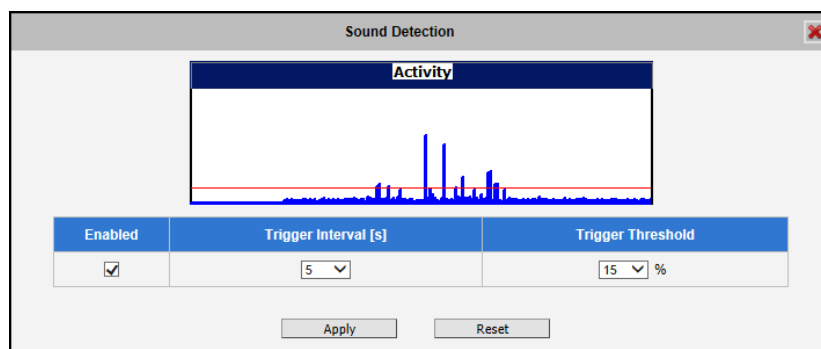 Sound Detection
Activity
Enabled Trigger Interval [s] Trigger Threshold
5 15 %
Apply Reset